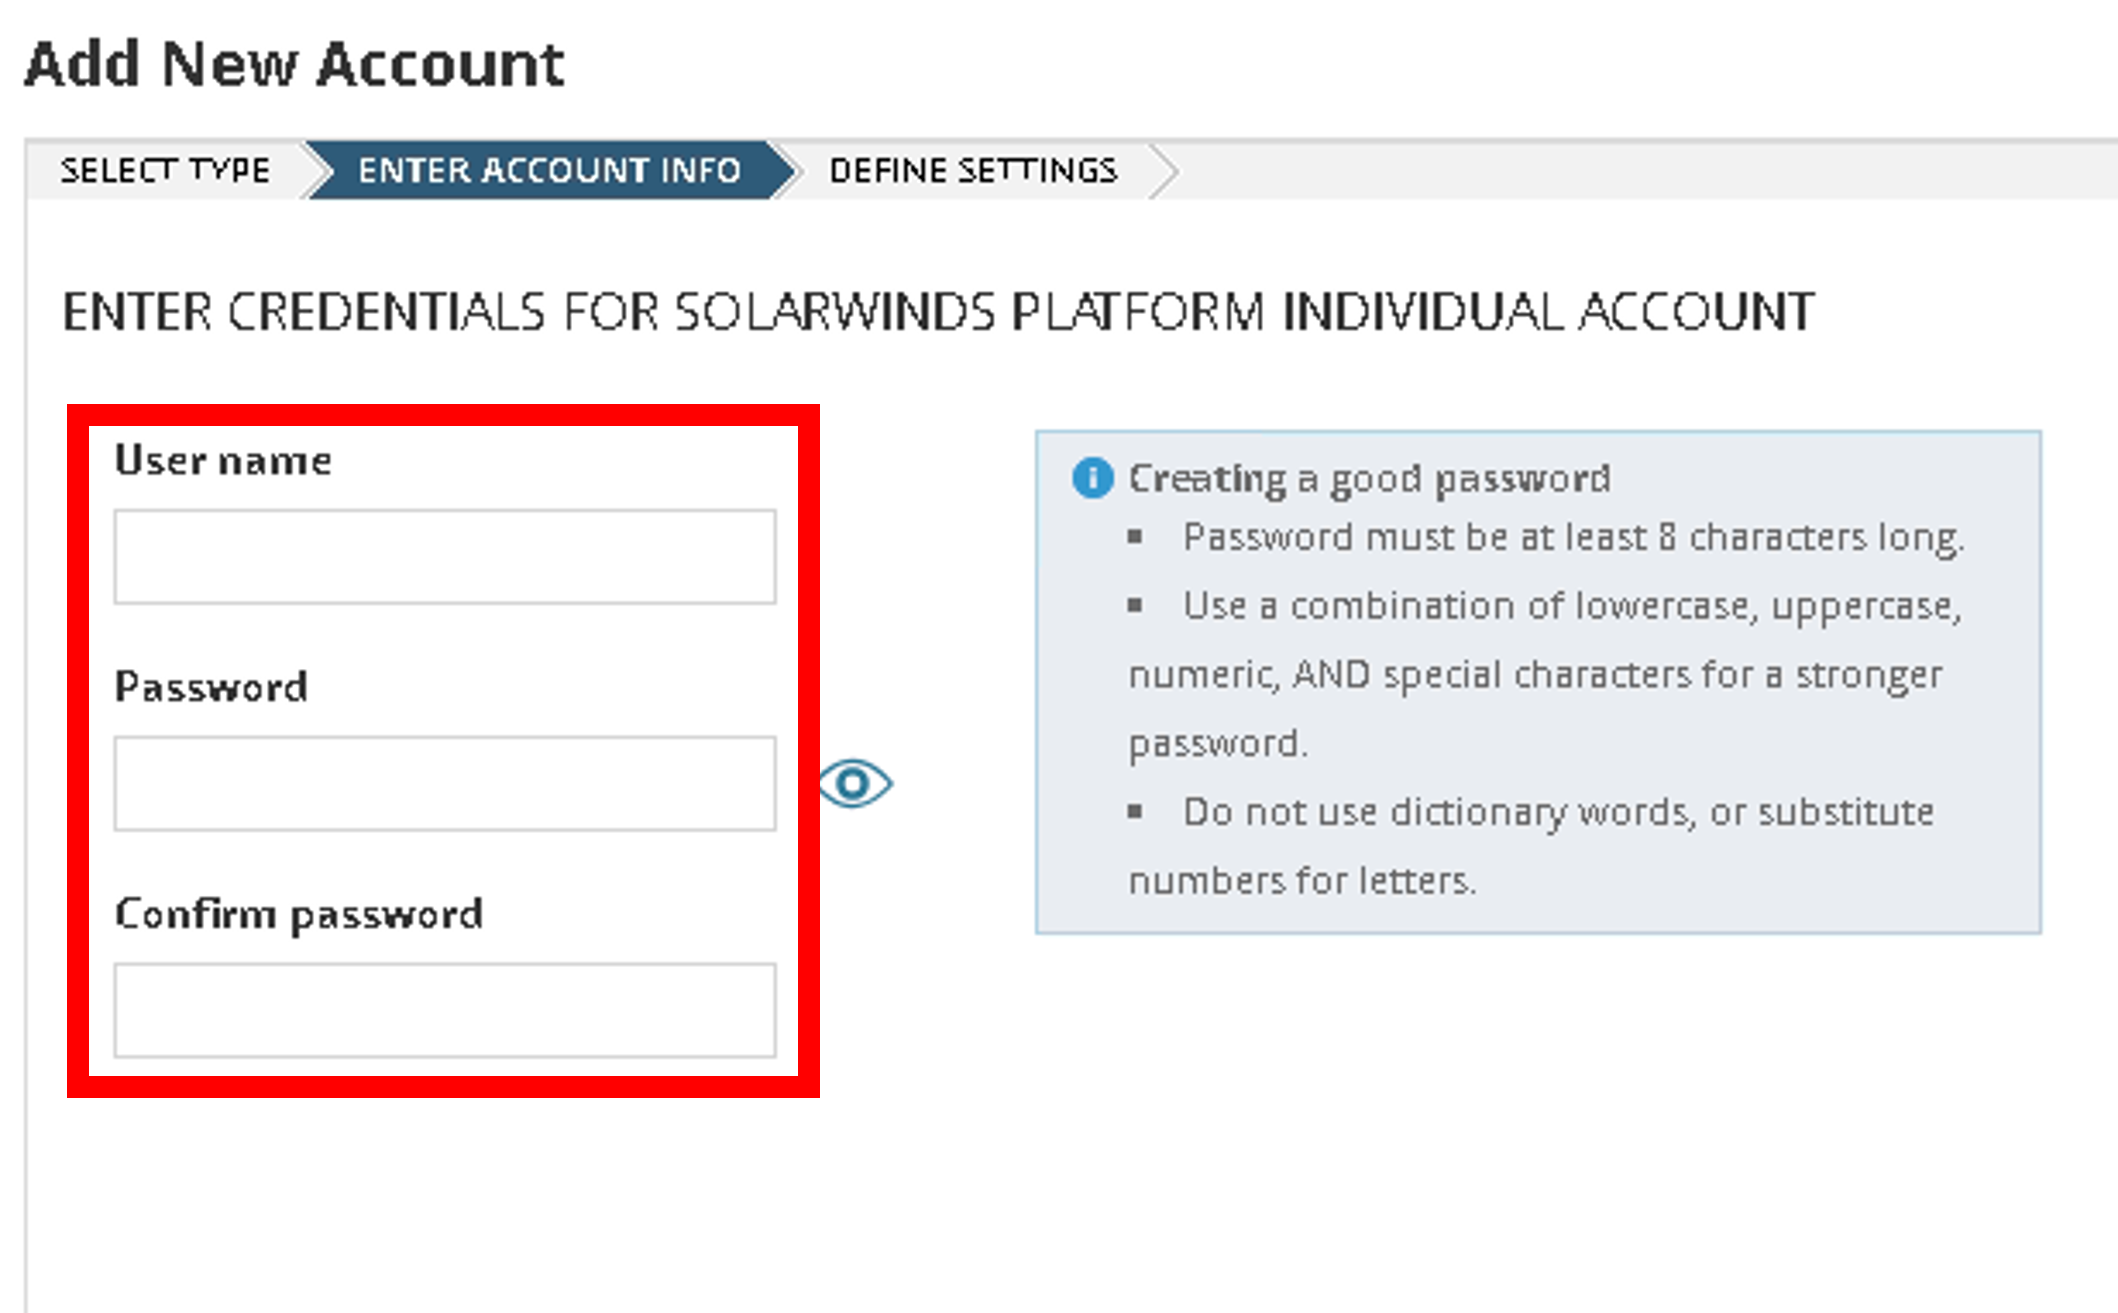 Add New Account
SELECT TYPE
ENTER ACCOUNT INFO
DEFINE SETTINGS
ENTER CREDENTIALS FOR SOLARWINDS PLATFORM INDIVIDUAL ACCOUNT
User name
Password
Confirm password
Creating a good password
▪ Password must be at least 8 characters long.
▪ Use a combination of lowercase, uppercase,
numeric, AND special characters for a stronger
password.
▪ Do not use dictionary words, or substitute
numbers for letters.